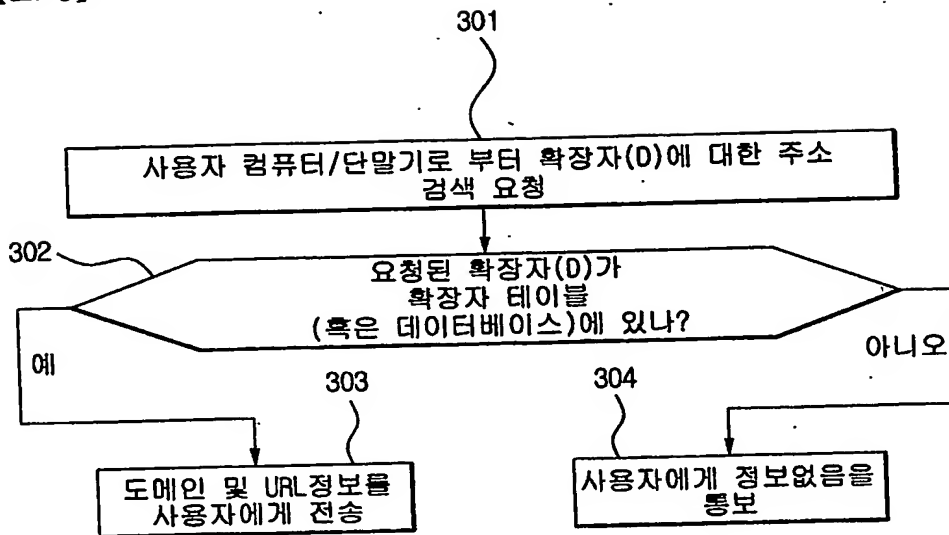 301
사용자 컴퓨터/단말기로 부터 확장자(D)에 대한 주소
검색 요청
302
요청된 확장자(D)가
확장자 테이블
(혹은 데이터베이스)에 있나?
예
아니오
303
304
도메인 및 URL정보를
사용자에게 전송
사용자에게 정보없음을
통보